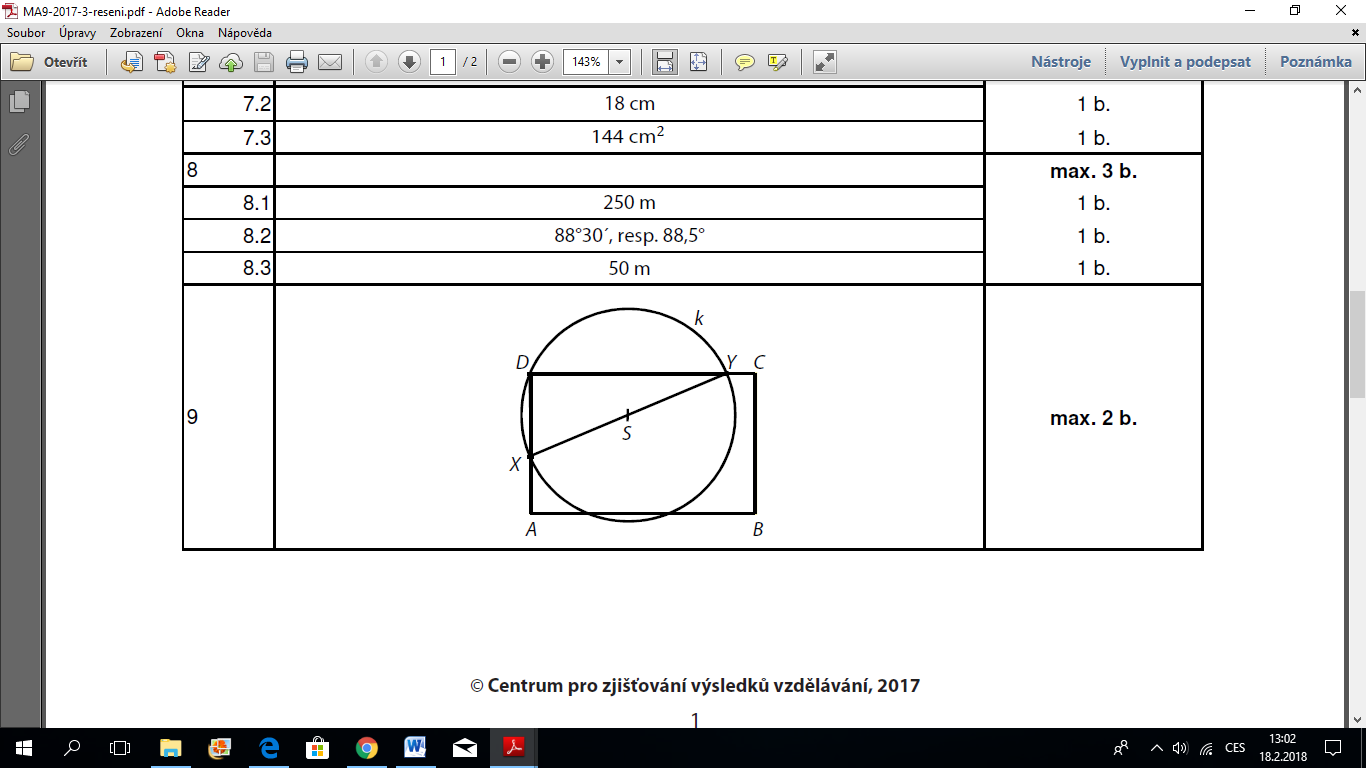 MA9-2017-3-reseni.pdf - Adobe Reader
Soubor Úpravy Zobrazení Okna Nápověda
Otevřít 1 / 2 143% Nástroje Vyplnit a podepsat Poznámka
7.2 18 cm 1 b.
7.3 144 cm² 1 b.
8 max. 3 b.
8.1 250 m 1 b.
8.2 88°30´, resp. 88,5° 1 b.
8.3 50 m 1 b.
k
D Y C
9 S max. 2 b.
X
A B
© Centrum pro zjišťování výsledků vzdělávání, 2017
1
CES 13:02
18.2.2018